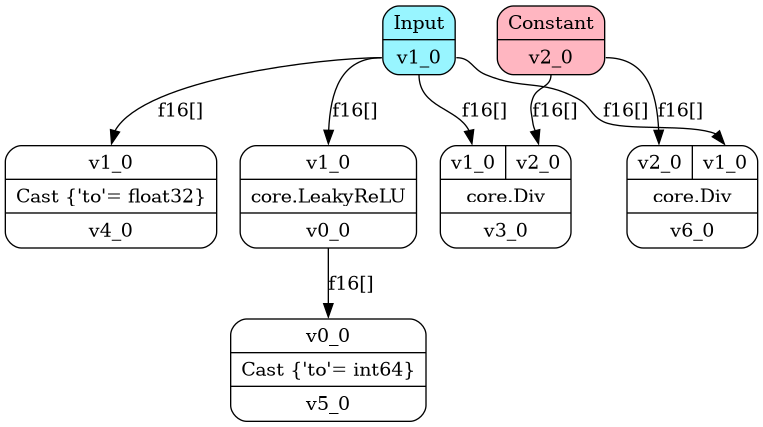 Input
v1_0
Constant
v2_0
f16[]
f16[]
f16[]
f16[]
f16[]
f16[]
v1_0
Cast {'to'= float32}
v4_0
v1_0
core.LeakyReLU
v0_0
v1_0 v2_0
core.Div
v3_0
v2_0 v1_0
core.Div
v6_0
f16[]
v0_0
Cast {'to'= int64}
v5_0